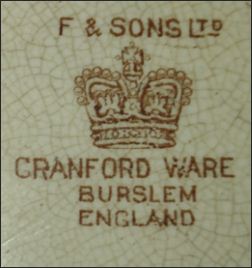 F & SONS LTD
CRANFORD WARE
BURSLEM
ENGLAND